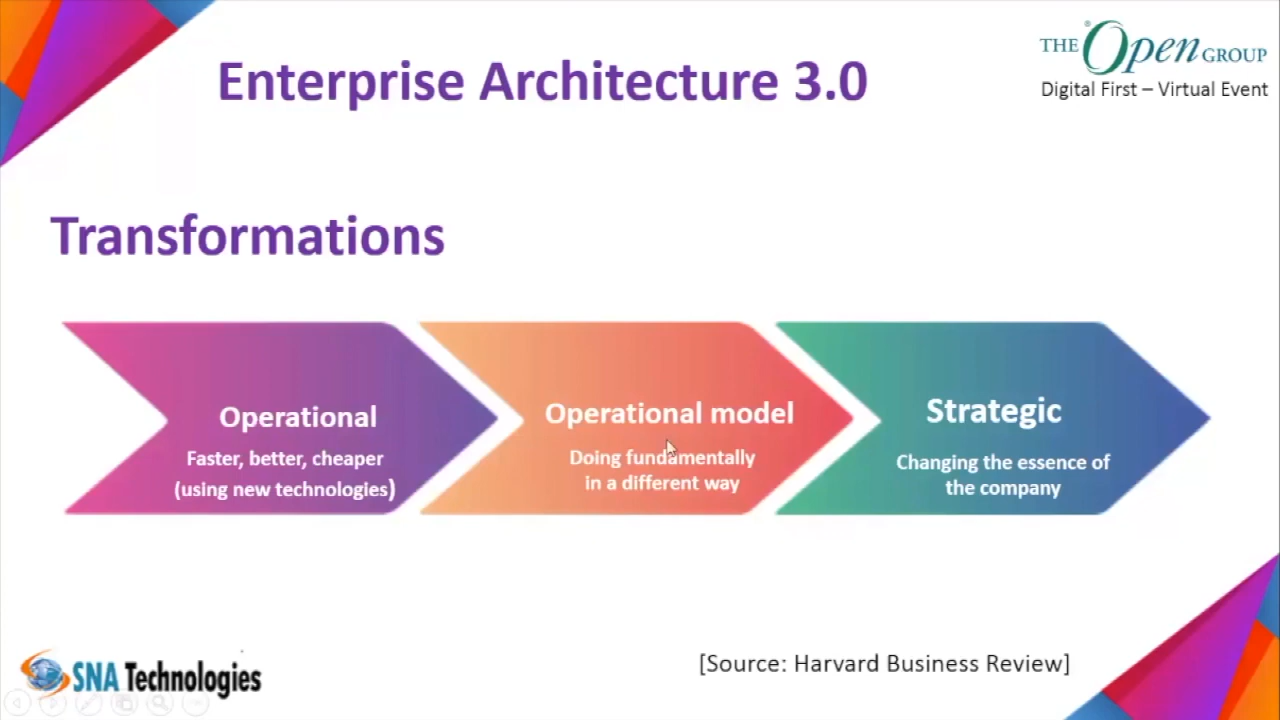 Enterprise Architecture 3.0
THE Open GROUP
Digital First – Virtual Event
Transformations
Operational
Faster, better, cheaper
(using new technologies)
Operational model
Doing fundamentally
in a different way
Strategic
Changing the essence of
the company
SNA Technologies
[Source: Harvard Business Review]